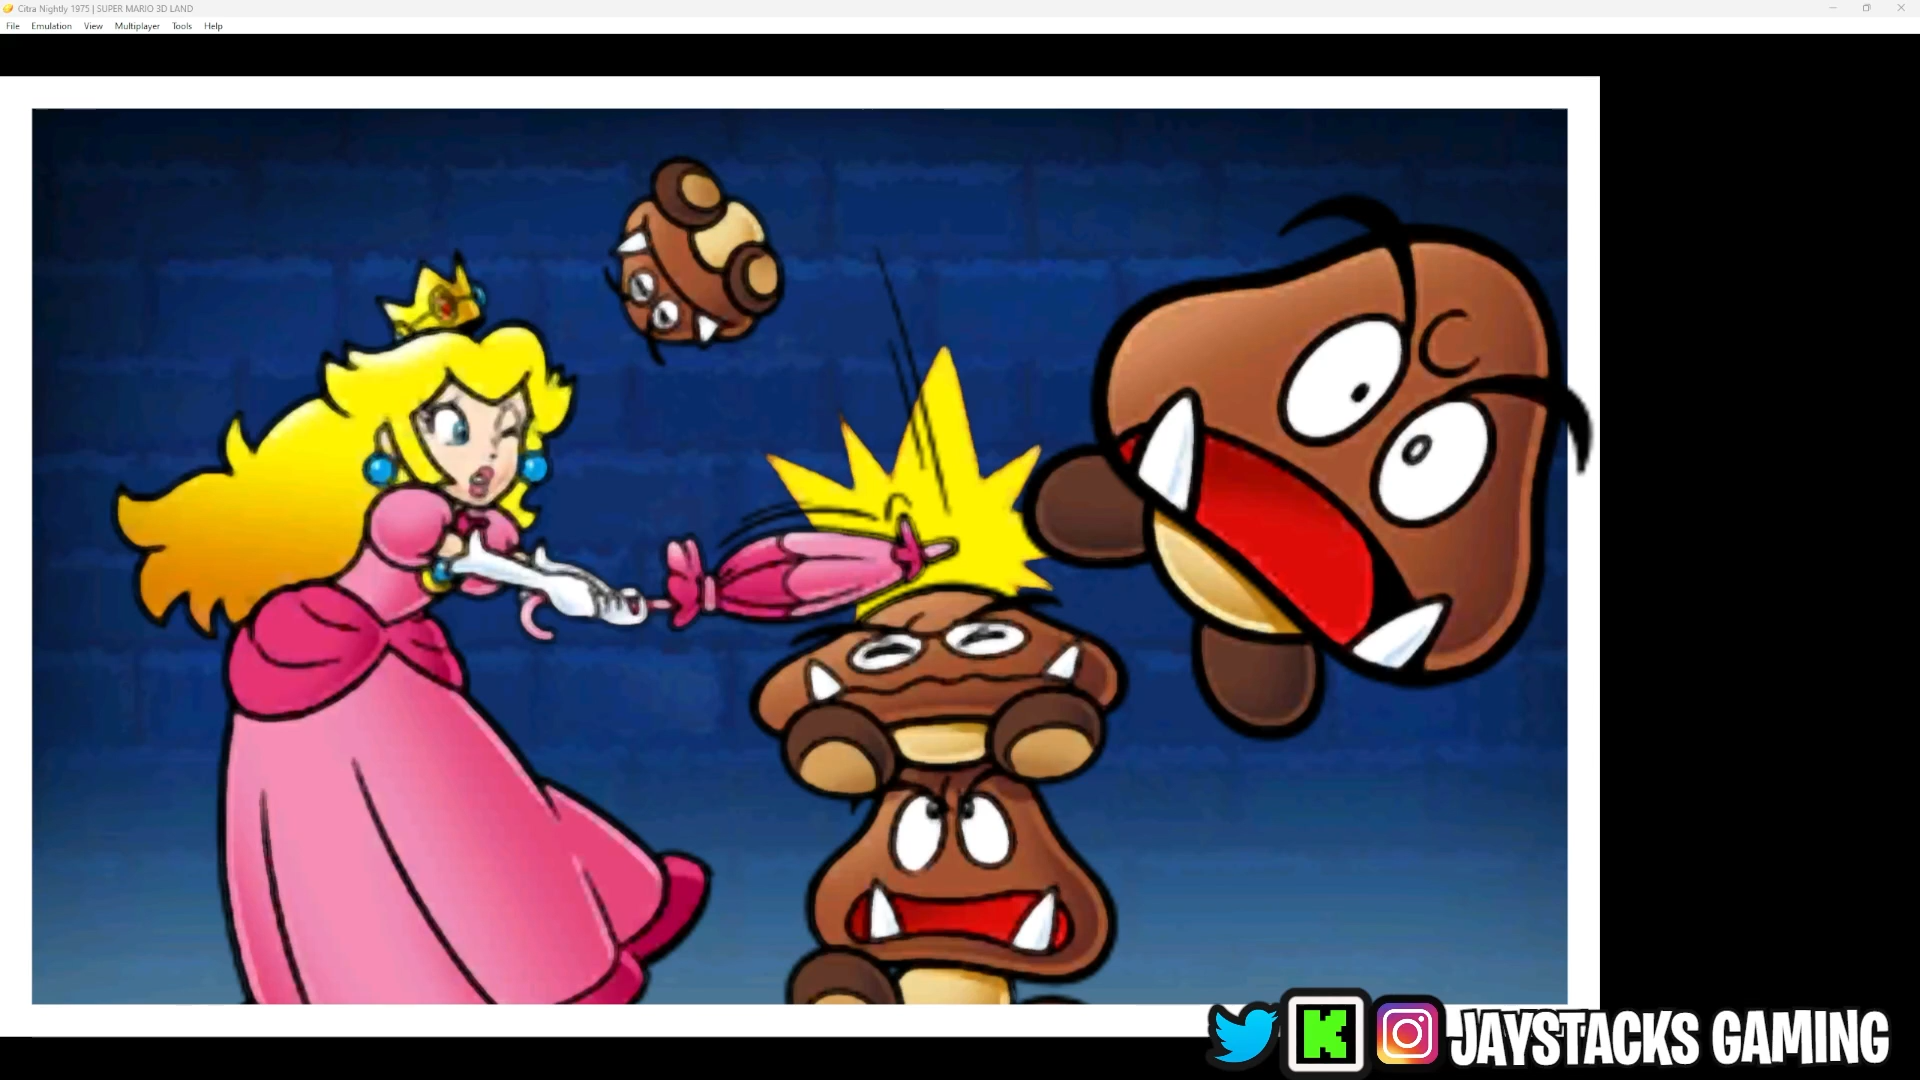 Citra Nightly 1975 | SUPER MARIO 3D LAND
File Emulation View Multiplayer Tools Help
JAYSTACKS GAMING